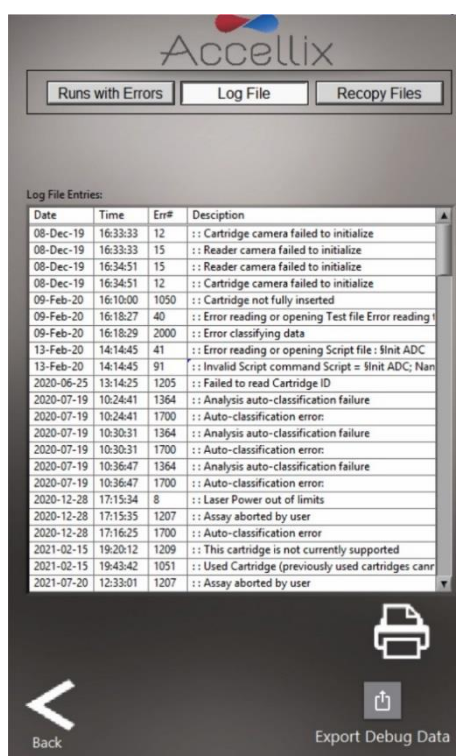 Accellix
Runs with Errors Log File Recopy Files
Log File Entries:
Date Time Err# Desciption
08-Dec-19 16:33:33 12 : : Cartridge camera failed to initialize
08-Dec-19 16:33:33 15 : : Reader camera failed to initialize
08-Dec-19 16:34:51 15 : : Reader camera failed to initialize
08-Dec-19 16:34:51 12 : : Cartridge camera failed to initialize
09-Feb-20 16:10:00 1050 : : Cartridge not fully inserted
09-Feb-20 16:18:27 40 : : Error reading or opening Test file Error reading
09-Feb-20 16:18:29 2000 : : Error classifying data
13-Feb-20 14:14:45 41 : : Error reading or opening Script file : §Init ADC
13-Feb-20 14:14:45 91 : : Invalid Script command Script = §Init ADC; Nan
2020-06-25 13:14:25 1205 : : Failed to read Cartridge ID
2020-07-19 10:24:41 1364 : : Analysis auto-classification failure
2020-07-19 10:24:41 1700 : : Auto-classification error:
2020-07-19 10:30:31 1364 : : Analysis auto-classification failure
2020-07-19 10:30:31 1700 : : Auto-classification error:
2020-07-19 10:36:47 1364 : : Analysis auto-classification failure
2020-07-19 10:36:47 1700 : : Auto-classification error:
2020-12-28 17:15:34 8 : : Laser Power out of limits
2020-12-28 17:15:35 1207 : : Assay aborted by user
2020-12-28 17:16:25 1700 : : Auto-classification error
2021-02-15 19:20:12 1209 : : This cartridge is not currently supported
2021-02-15 19:43:42 1051 : : Used Cartridge (previously used cartridges canr
2021-07-20 12:33:01 1207 : : Assay aborted by user
Back
Export Debug Data